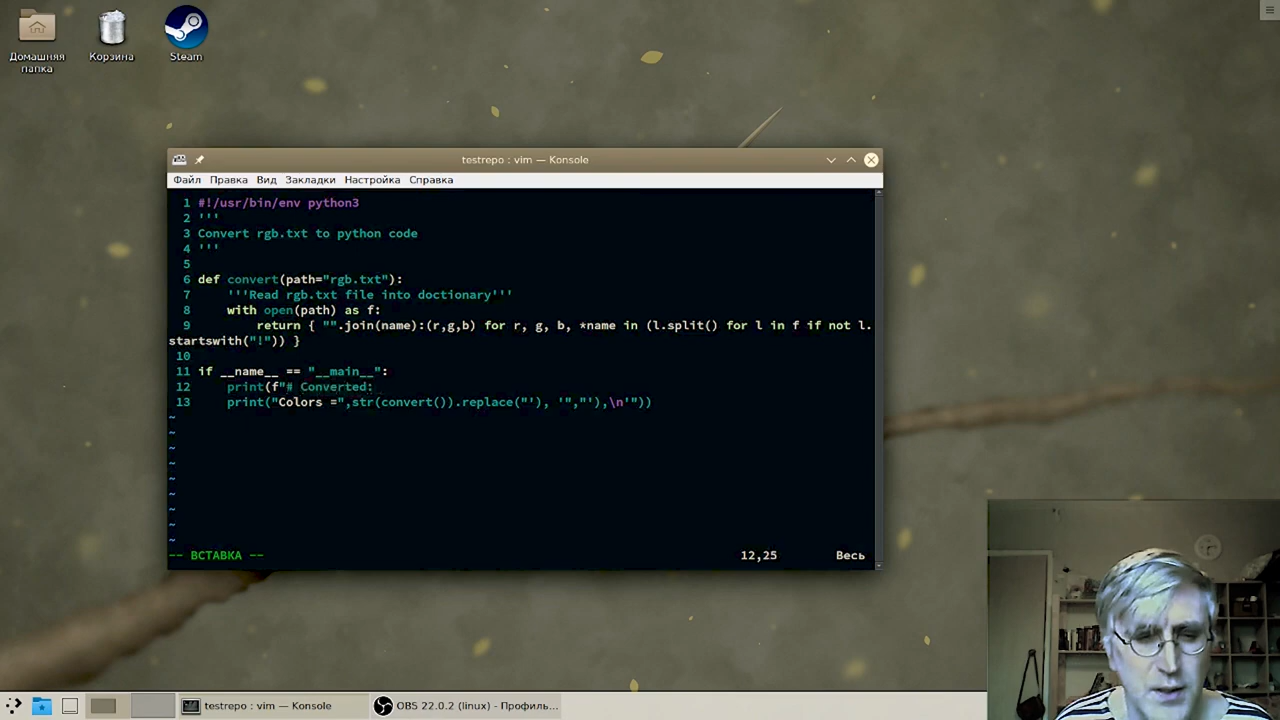 Домашняя
папка
Корзина
Steam
testrepo : vim — Konsole
Файл Правка Вид Закладки Настройка Справка
1 #!/usr/bin/env python3
2 '''
3 Convert rgb.txt to python code
4 '''
5
6 def convert(path="rgb.txt"):
7     '''Read rgb.txt file into doctionary'''
8     with open(path) as f:
9         return { "".join(name):(r,g,b) for r, g, b, *name in (l.split() for l in f if not l.
startswith("!")) }
10
11 if __name__ == "__main__":
12     print(f"# Converted:
13     print("Colors =",str(convert()).replace("'), '","'),\n'"))
~
~
~
~
~
~
~
~
~
-- ВСТАВКА -- 12,25 Весь
testrepo : vim — Konsole
OBS 22.0.2 (linux) - Профиль...